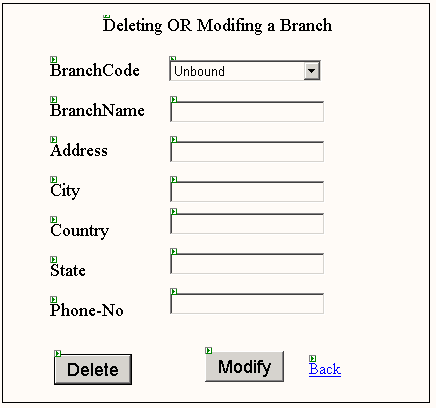 Deleting OR Modifing a Branch
BranchCode Unbound
BranchName
Address
City
Country
State
Phone-No
Delete Modify Back